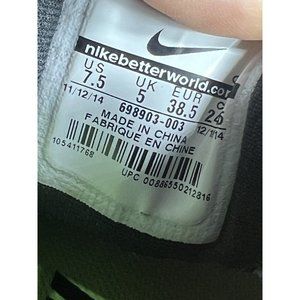 nikebetterworld.com
US UK EUR C
7.5 5 38.5 24
11/12/14 12/1/14
698903-003
MADE IN CHINA
FABRIQUE EN CHINE
105411768
UPC 00886550212816